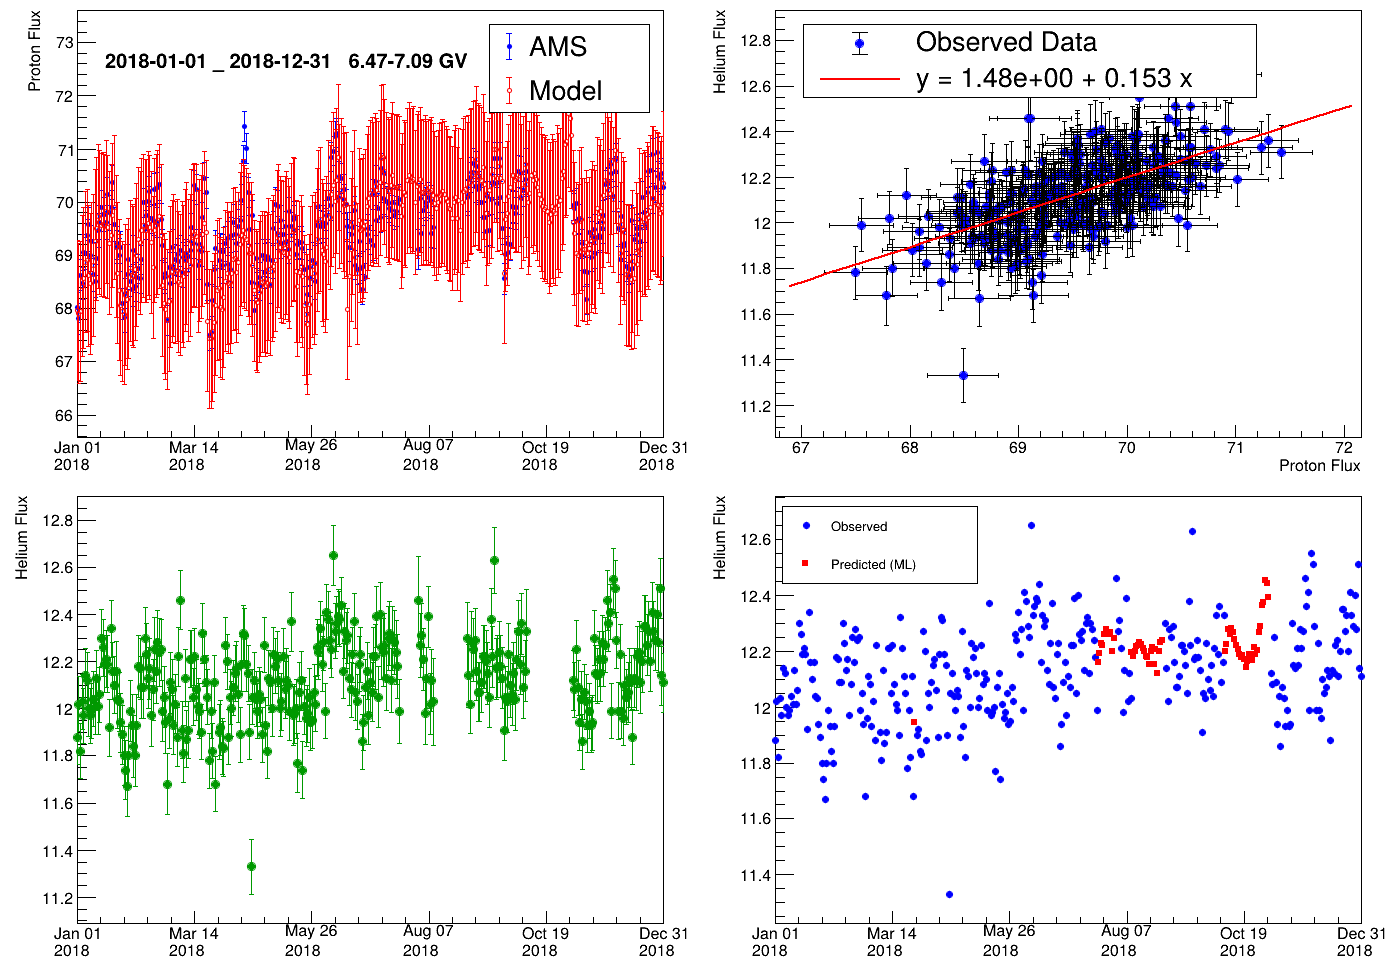 Proton Flux
73
72
71
70
69
68
67
66
2018-01-01 _ 2018-12-31 6.47-7.09 GV
AMS
Model
Jan 01 Mar 14 May 26 Aug 07 Oct 19 Dec 31
2018 2018 2018 2018 2018 2018
Helium Flux
12.8
12.6
12.4
12.2
12
11.8
11.6
11.4
11.2
Observed Data
y = 1.48e+00 + 0.153 x
67 68 69 70 71 72
Proton Flux
Helium Flux
12.8
12.6
12.4
12.2
12
11.8
11.6
11.4
11.2
Jan 01 Mar 14 May 26 Aug 07 Oct 19 Dec 31
2018 2018 2018 2018 2018 2018
Helium Flux
12.6
12.4
12.2
12
11.8
11.6
11.4
Observed
Predicted (ML)
Jan 01 Mar 14 May 26 Aug 07 Oct 19 Dec 31
2018 2018 2018 2018 2018 2018